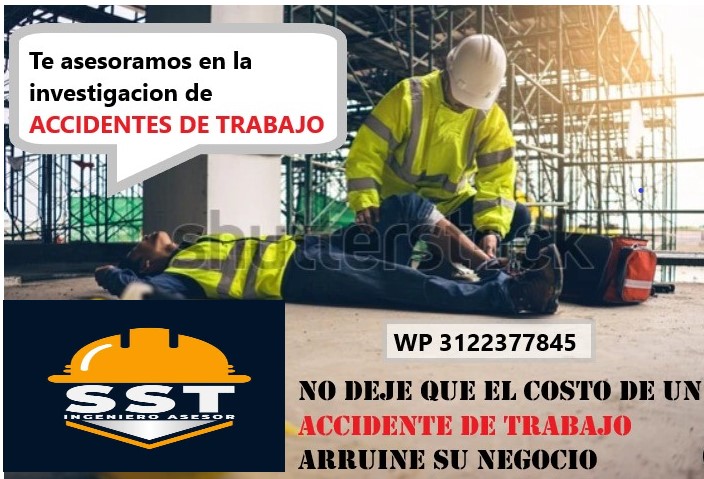 Te asesoramos en la
investigacion de
ACCIDENTES DE TRABAJO
shutterstock
WP 3122377845
SST
INGENIERO ASESOR
NO DEJE QUE EL COSTO DE UN
ACCIDENTE DE TRABAJO
ARRUINE SU NEGOCIO